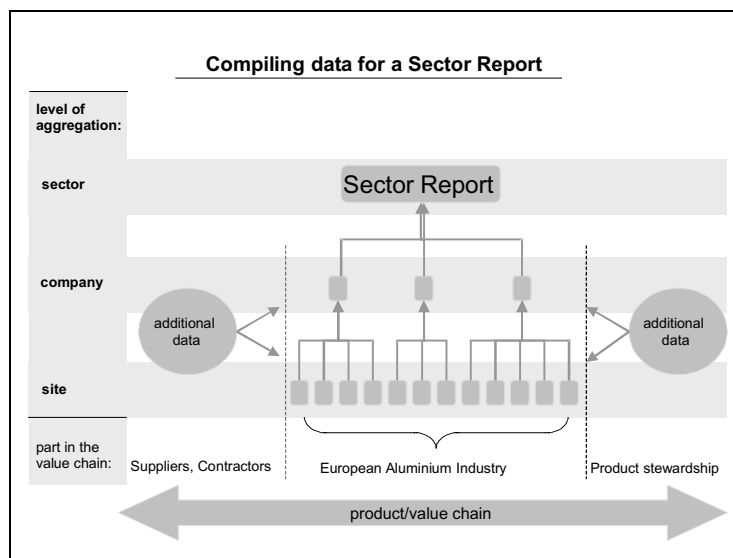 Compiling data for a Sector Report
level of
aggregation:
sector
Sector Report
company
additional
data
additional
data
site
part in the
value chain:
Suppliers, Contractors
European Aluminium Industry
Product stewardship
product/value chain